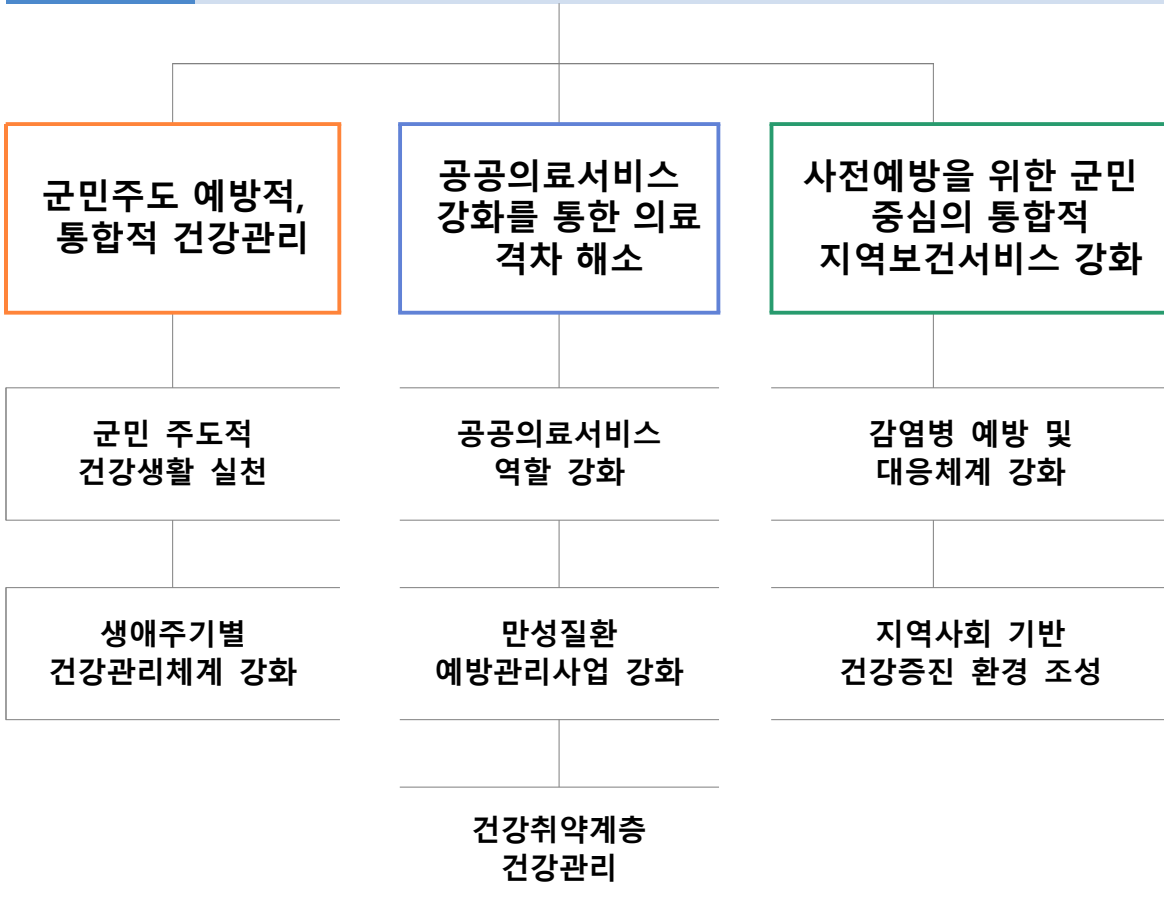 군민주도 예방적,
통합적 건강관리
공공의료서비스
강화를 통한 의료
격차 해소
사전예방을 위한 군민
중심의 통합적
지역보건서비스 강화
군민 주도적
건강생활 실천
공공의료서비스
역할 강화
감염병 예방 및
대응체계 강화
생애주기별
건강관리체계 강화
만성질환
예방관리사업 강화
지역사회 기반
건강증진 환경 조성
건강취약계층
건강관리